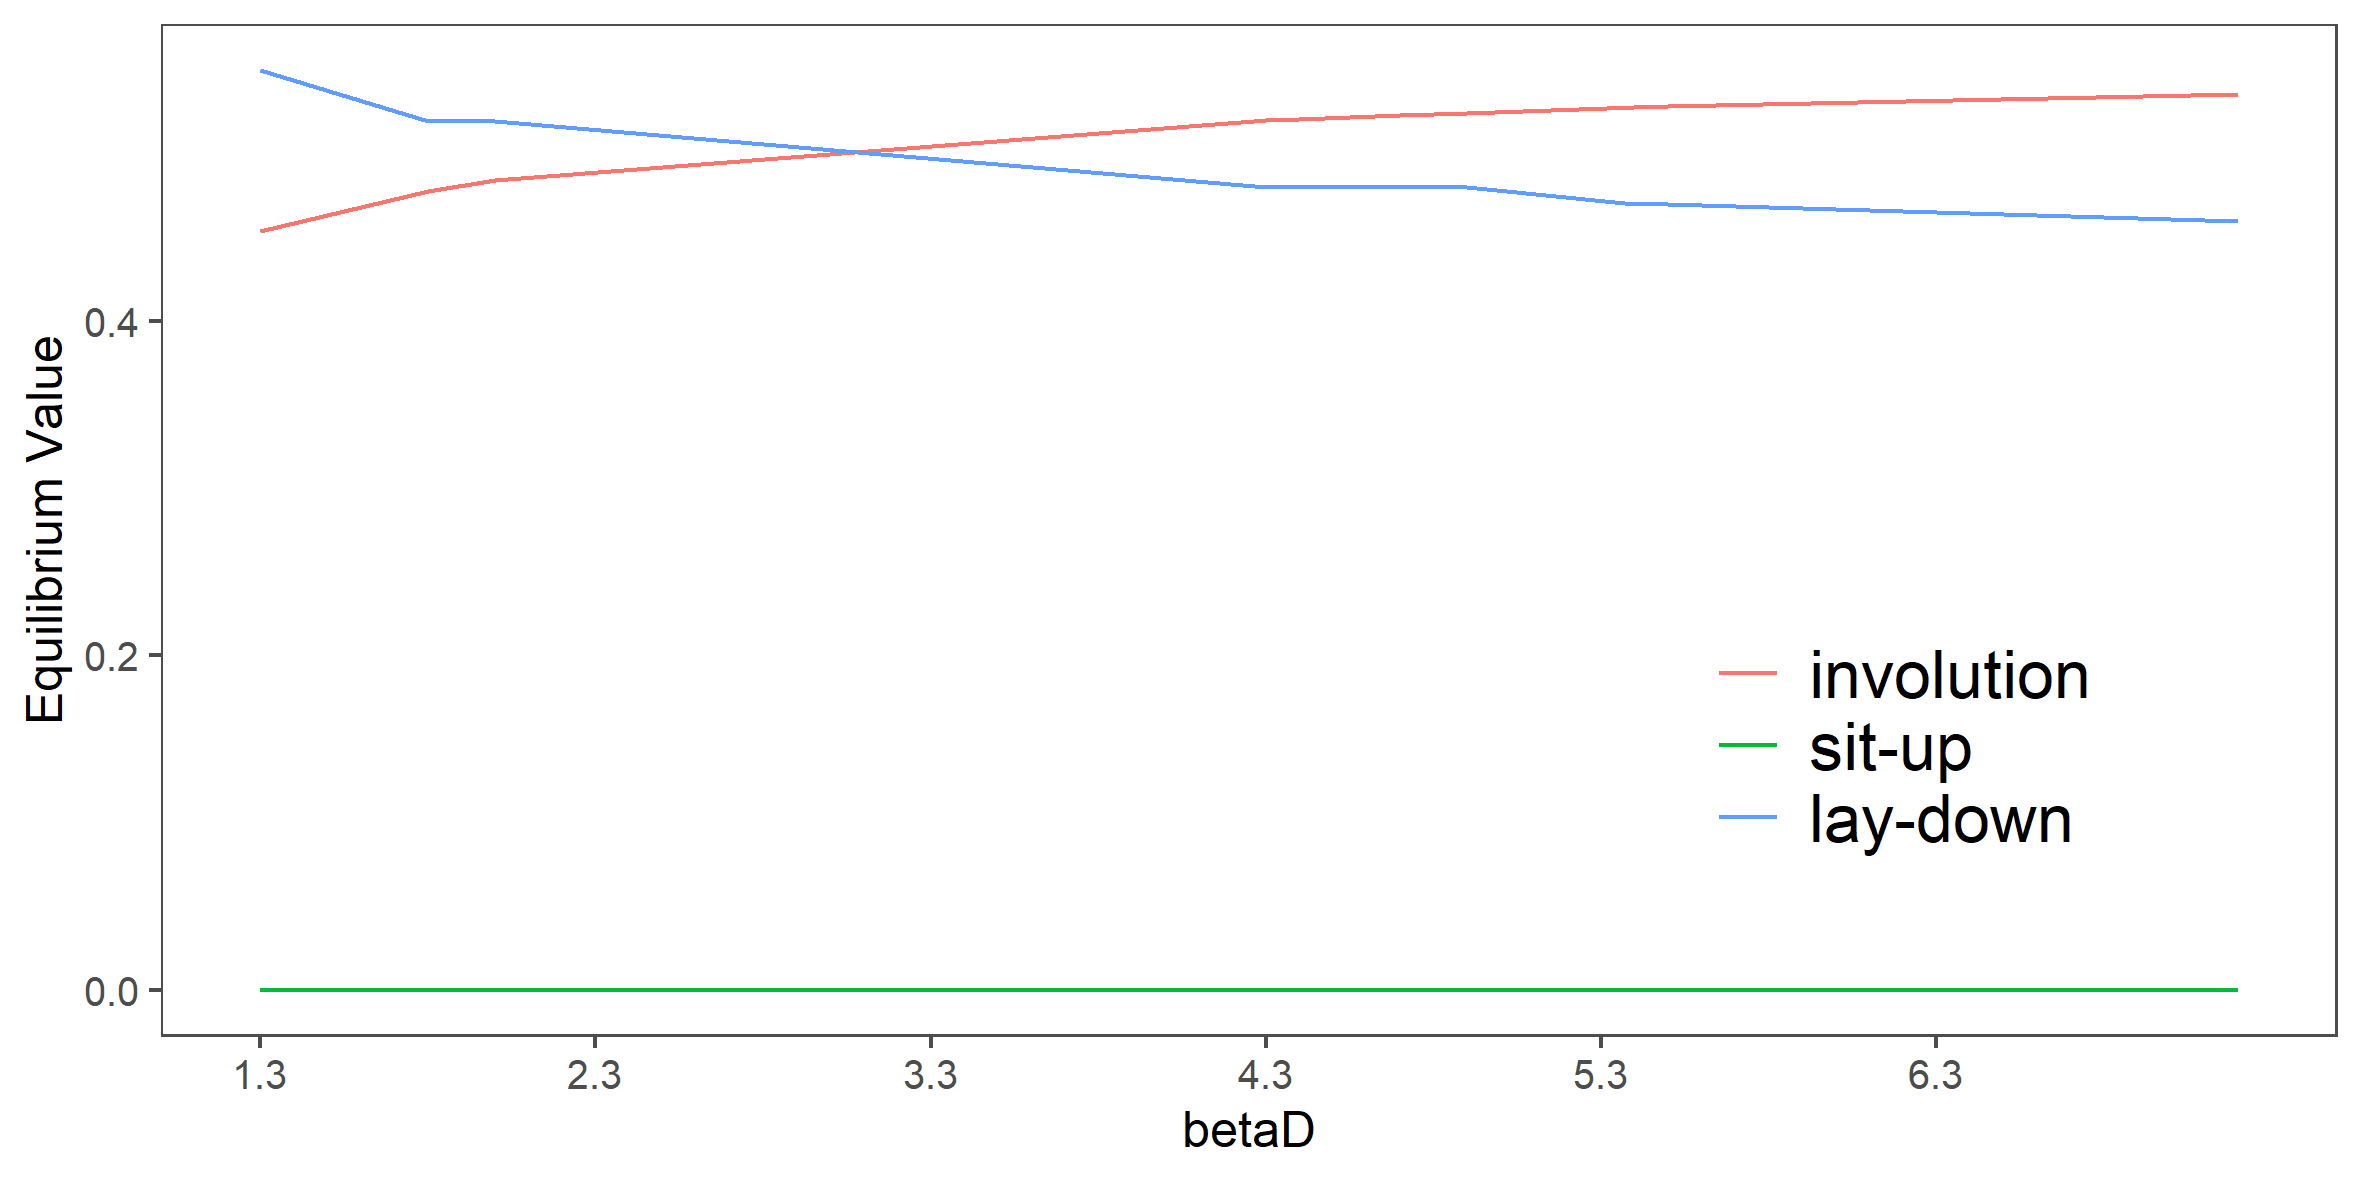 Equilibrium Value
0.4
0.2
0.0
involution
sit-up
lay-down
1.3 2.3 3.3 4.3 5.3 6.3
betaD